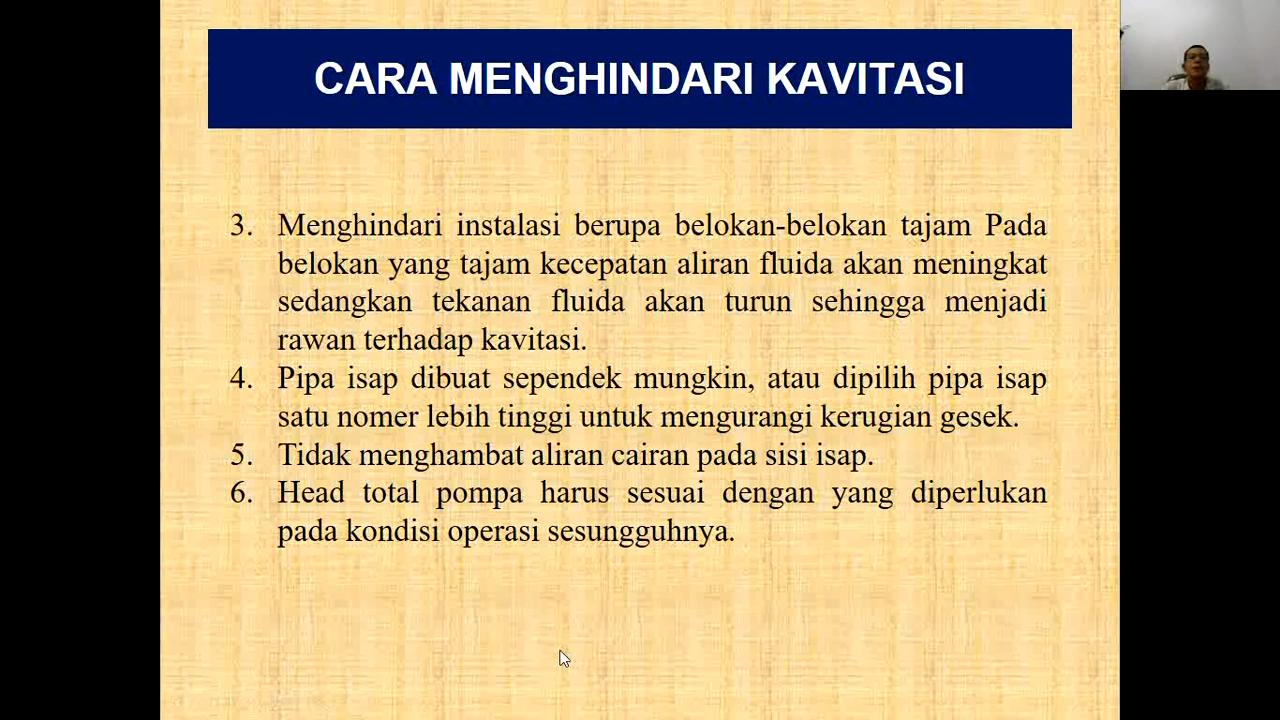 CARA MENGHINDARI KAVITASI
3. Menghindari instalasi berupa belokan-belokan tajam Pada
belokan yang tajam kecepatan aliran fluida akan meningkat
sedangkan tekanan fluida akan turun sehingga menjadi
rawan terhadap kavitasi.
4. Pipa isap dibuat sependek mungkin, atau dipilih pipa isap
satu nomer lebih tinggi untuk mengurangi kerugian gesek.
5. Tidak menghambat aliran cairan pada sisi isap.
6. Head total pompa harus sesuai dengan yang diperlukan
pada kondisi operasi sesungguhnya.